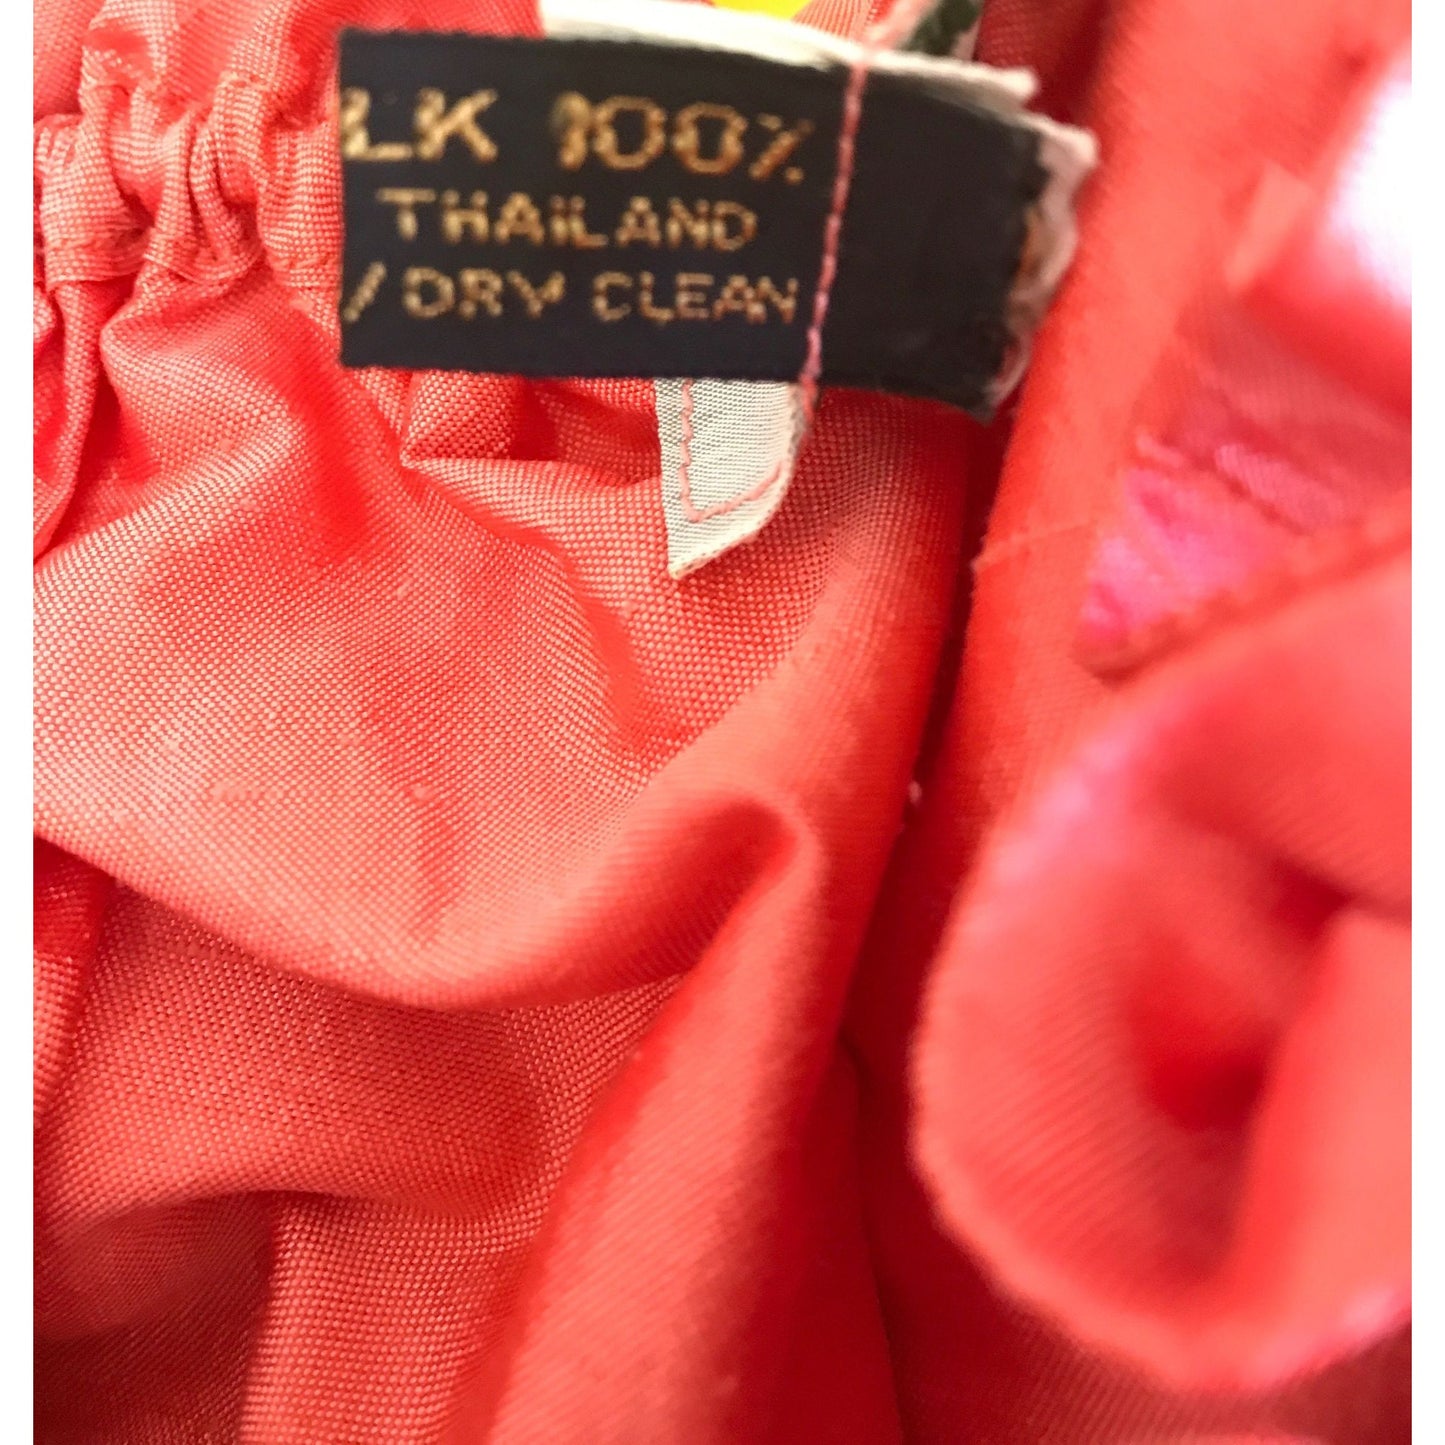 LK 100%
THAILAND
/ DRY CLEAN